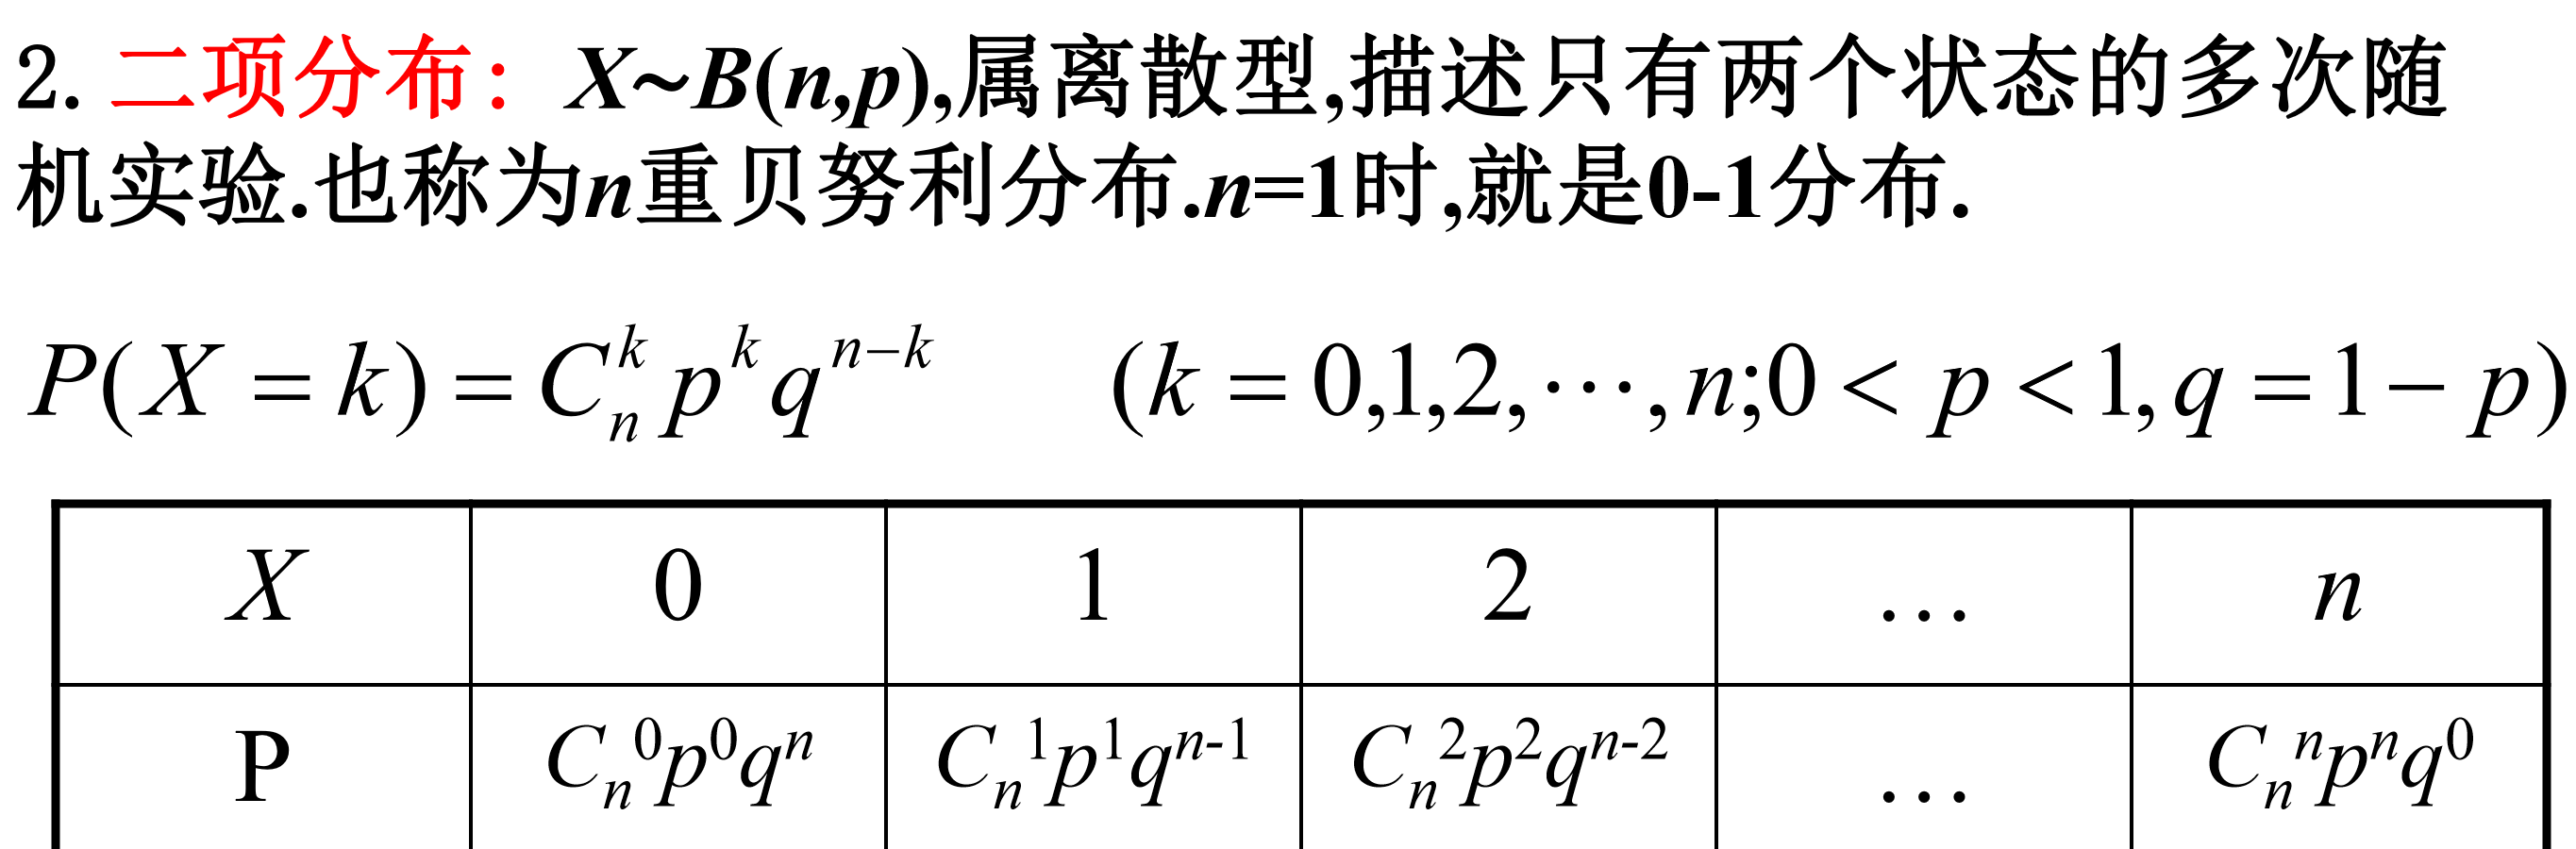 2. 二项分布： X~B(n,p),属离散型,描述只有两个状态的多次随
机实验.也称为n重贝努利分布.n=1时,就是0-1分布.
P(X = k) = C_n^k p^k q^{n-k} (k = 0,1,2,⋯,n;0 < p < 1,q = 1 - p)
X 0 1 2 … n
P C_n^0p^0q^n C_n^1p^1q^{n-1} C_n^2p^2q^{n-2} … C_n^np^nq^0